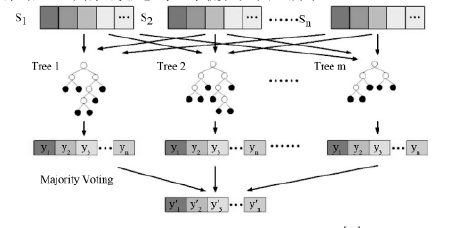 S1 ... S2 ... ...... Sn ...
Tree 1 Tree 2 ...... Tree m
y1 y2 y3 ... yn y1 y2 y3 ... yn ...... y1 y2 y3 ... yn
Majority Voting
y'1 y'2 y'3 ... y'n